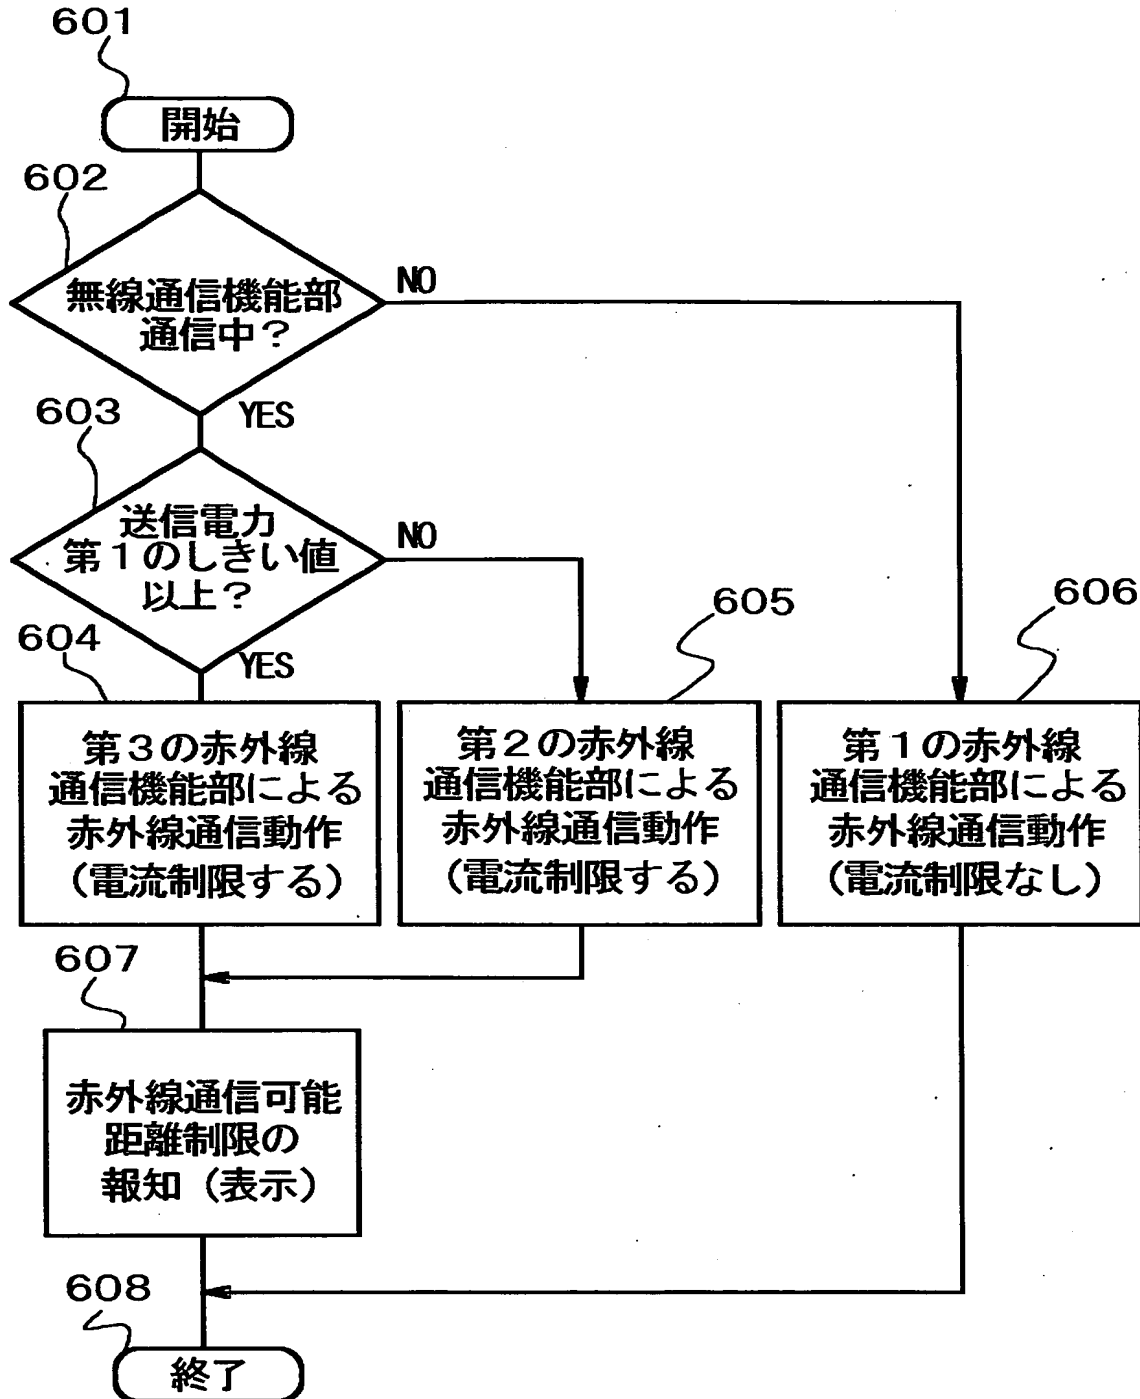 601
開始
602
無線通信機能部
通信中？
NO
YES
603
送信電力
第１のしきい値
以上？
NO
YES
604
第３の赤外線
通信機能部による
赤外線通信動作
（電流制限する）
605
第２の赤外線
通信機能部による
赤外線通信動作
（電流制限する）
606
第１の赤外線
通信機能部による
赤外線通信動作
（電流制限なし）
607
赤外線通信可能
距離制限の
報知（表示）
608
終了